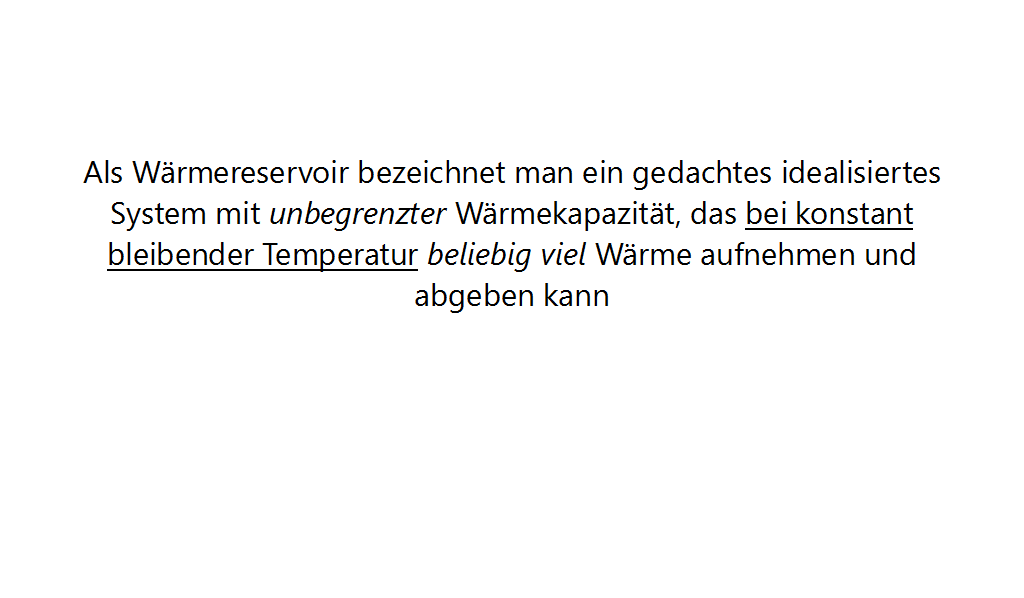 Als Wärmereservoir bezeichnet man ein gedachtes idealisiertes
System mit unbegrenzter Wärmekapazität, das bei konstant
bleibender Temperatur beliebig viel Wärme aufnehmen und
abgeben kann